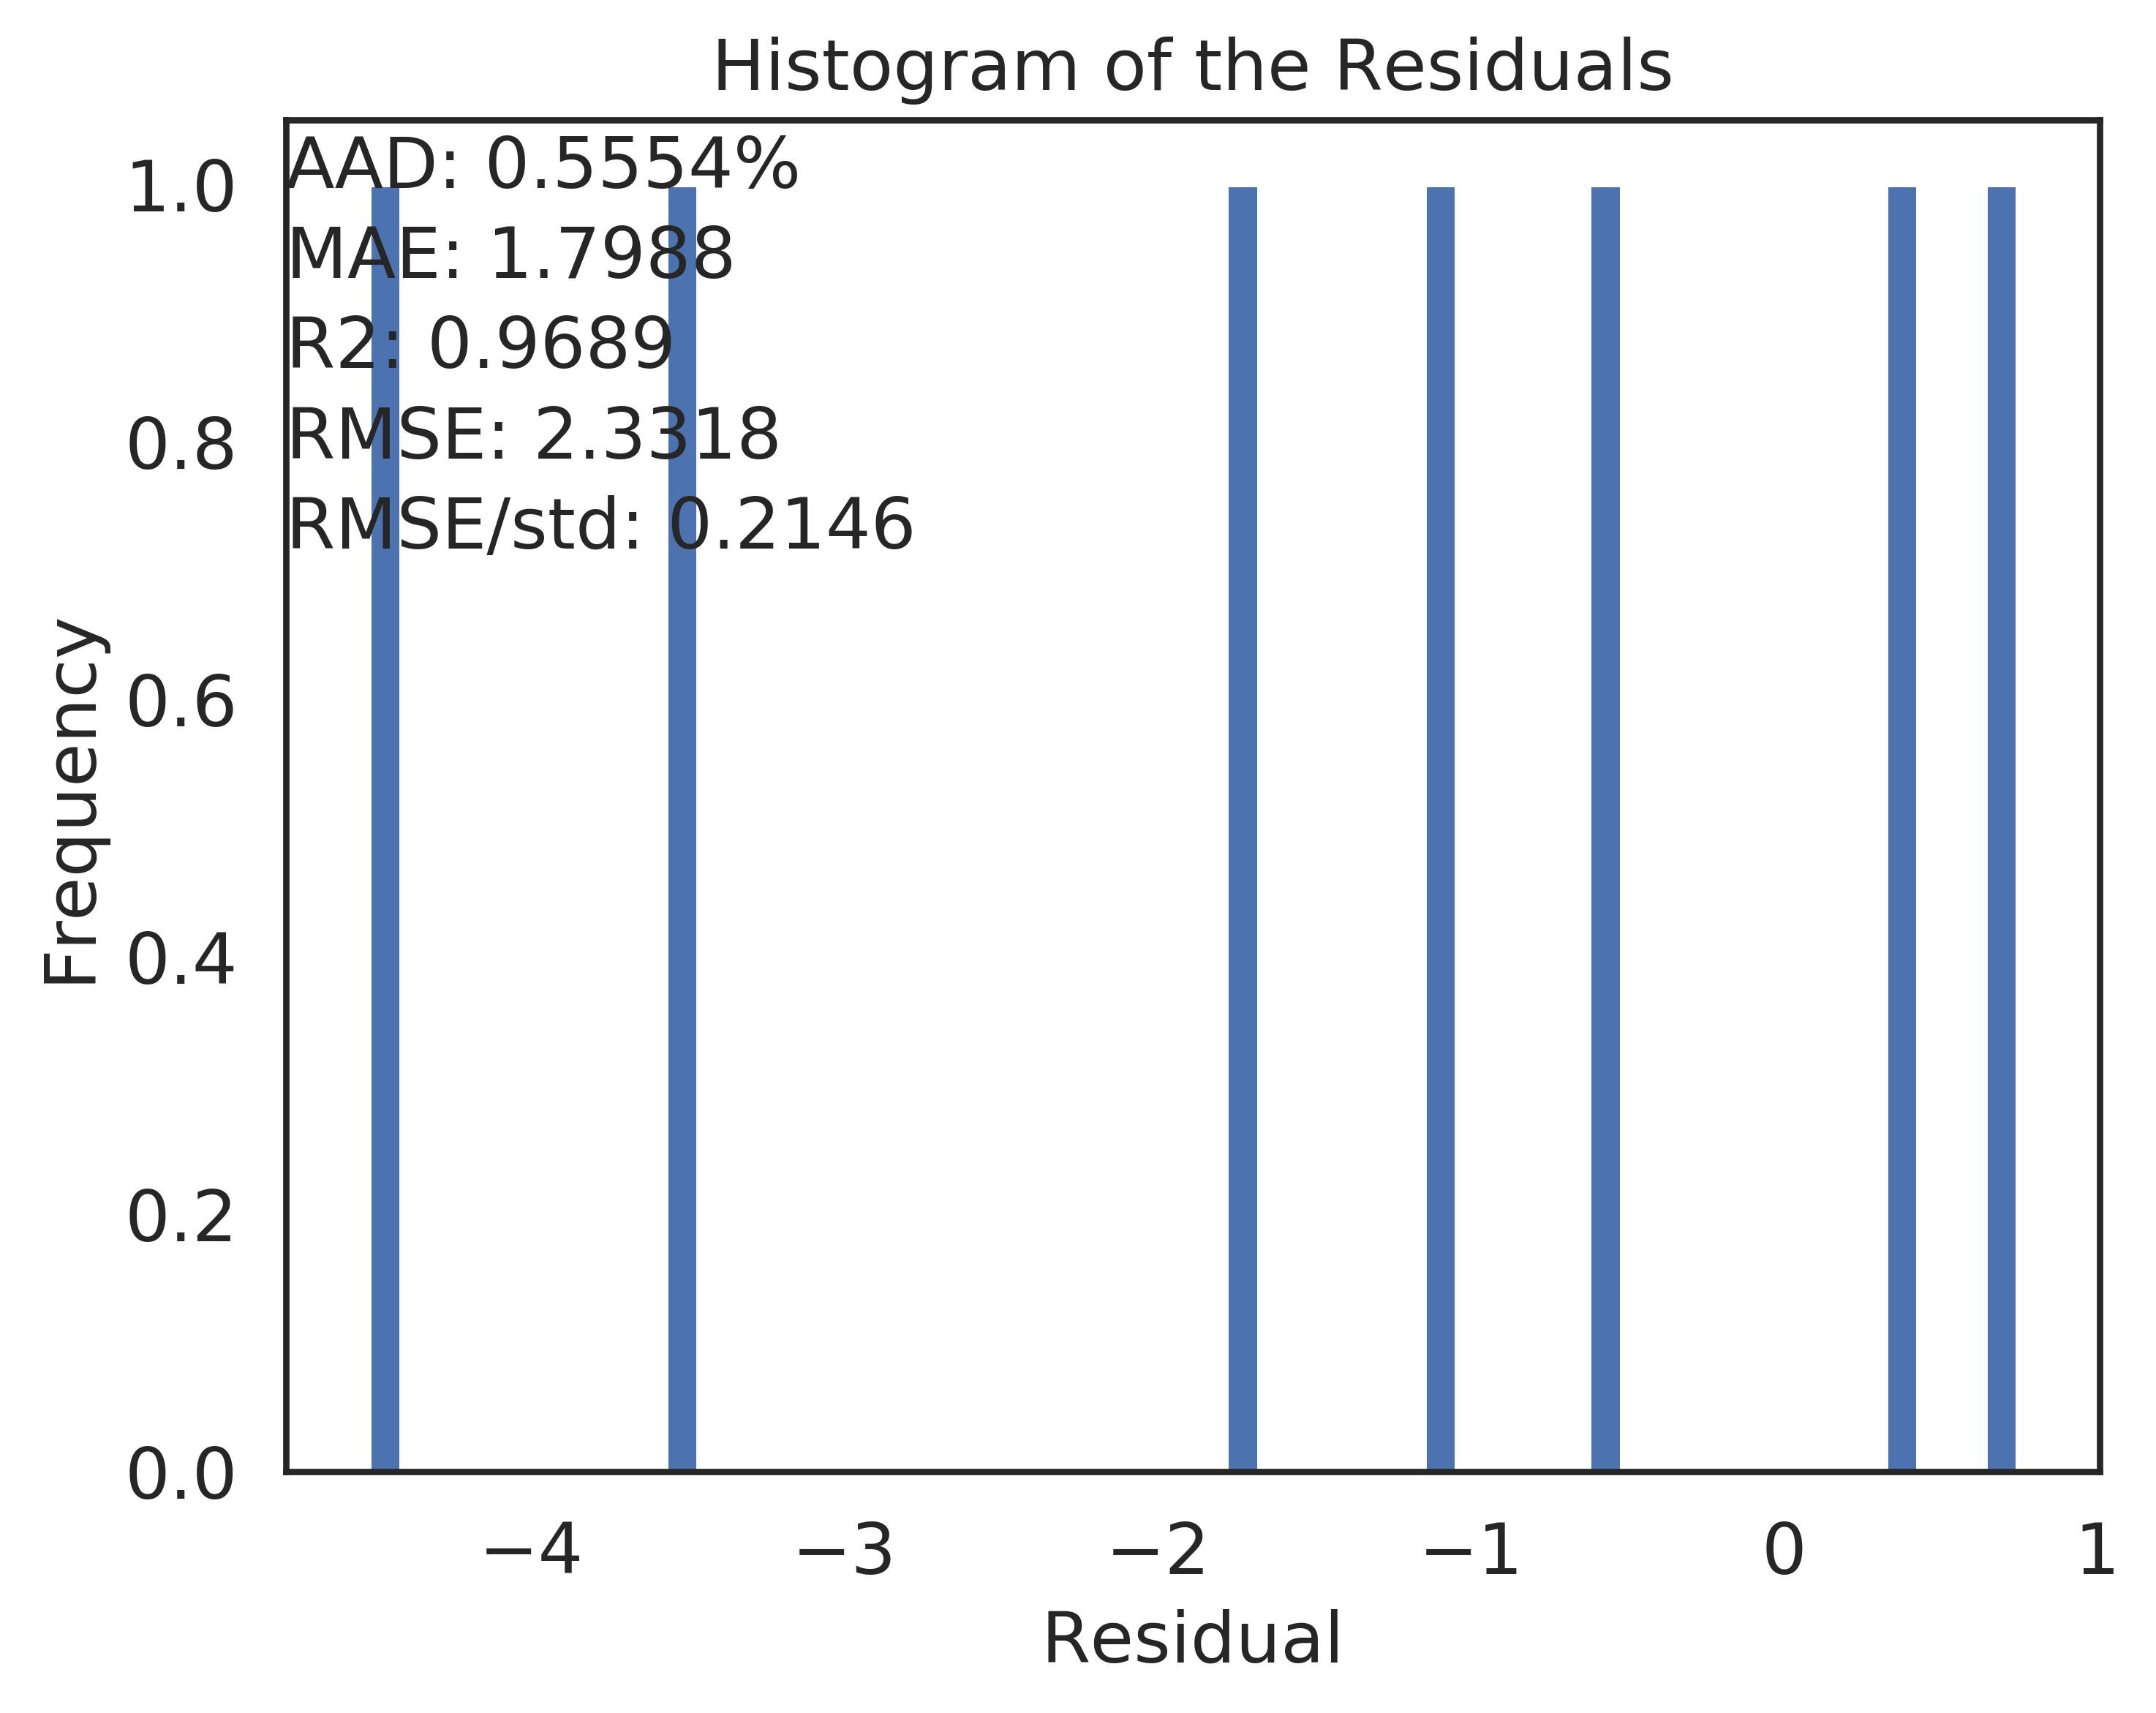 Histogram of the Residuals
AAD: 0.5554%
MAE: 1.7988
R2: 0.9689
RMSE: 2.3318
RMSE/std: 0.2146
1.0
0.8
0.6
0.4
0.2
0.0
Frequency
−4 −3 −2 −1 0 1
Residual